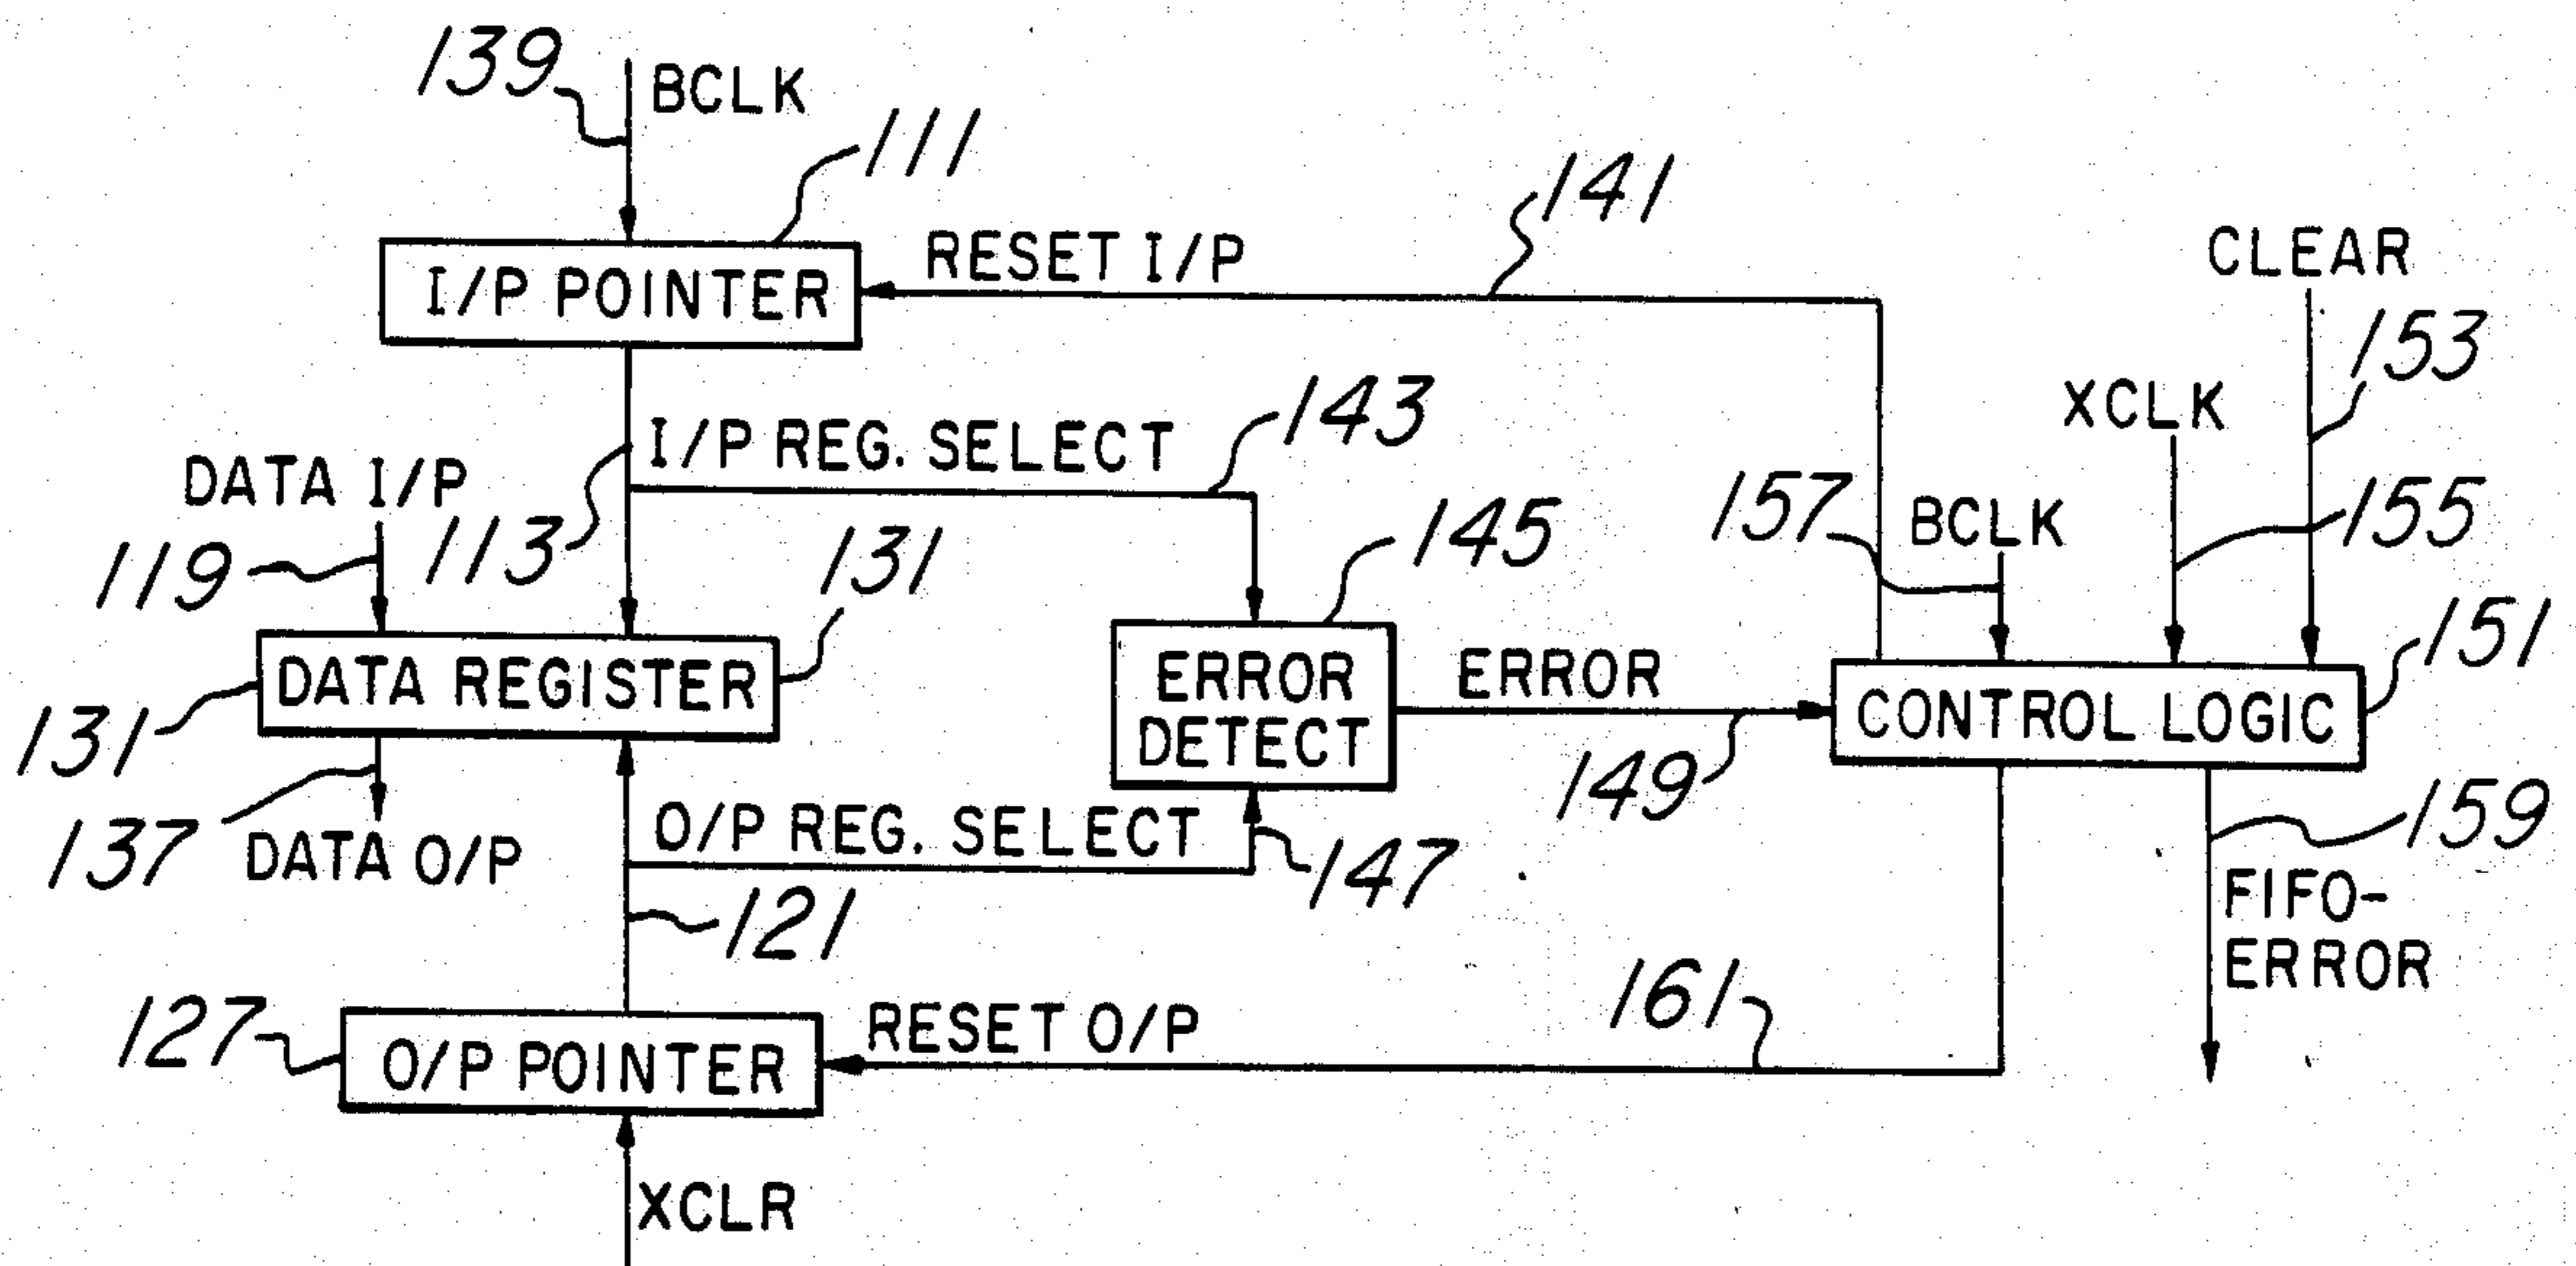 139
BCLK
111
I/P POINTER
RESET I/P
141
CLEAR
153
XCLK
143
I/P REG. SELECT
DATA I/P
113
119
131
145
157
BCLK
155
151
DATA REGISTER
131
ERROR
DETECT
ERROR
149
CONTROL LOGIC
137
DATA O/P
O/P REG. SELECT
147
159
FIFO-
ERROR
121
127
O/P POINTER
RESET O/P
161
XCLR